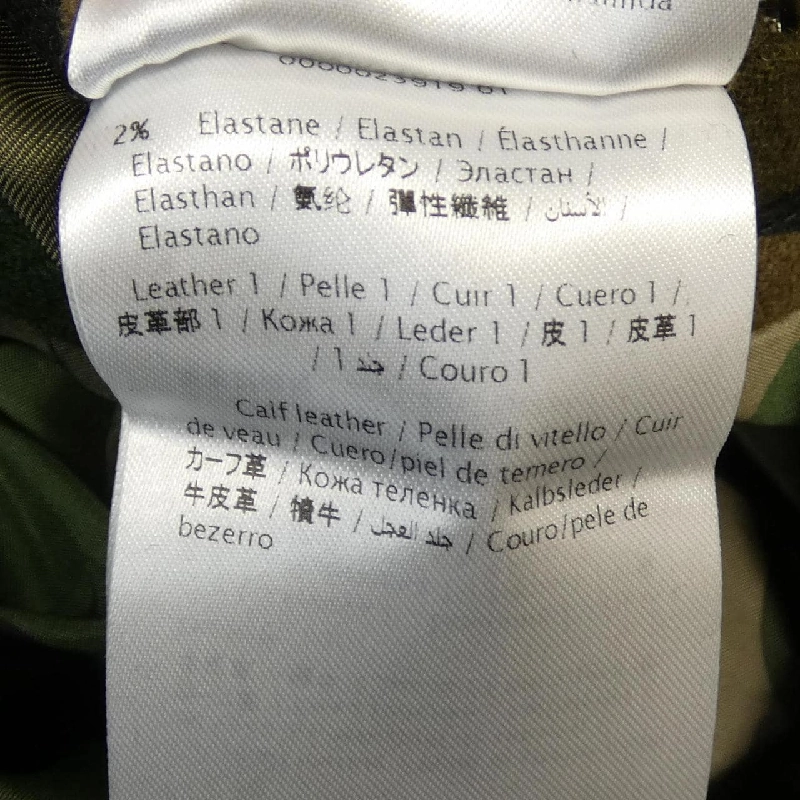 2% Elastane / Elastan / Élasthanne /
Elastano / ポリウレタン / Эластан /
Elasthan / 氨纶 / 彈性纖維 / الأستان /
Elastano
Leather 1 / Pelle 1 / Cuir 1 / Cuero 1 /
皮革部 1 / Кожа 1 / Leder 1 / 皮 1 / 皮革 1
/ جلد 1 / Couro 1
Calf leather / Pelle di vitello / Cuir
de veau / Cuero/piel de ternero /
カーフ革 / Кожа теленка / Kalbsleder /
牛皮革 / 犢牛 / جلد العجل / Couro/pele de
bezerro